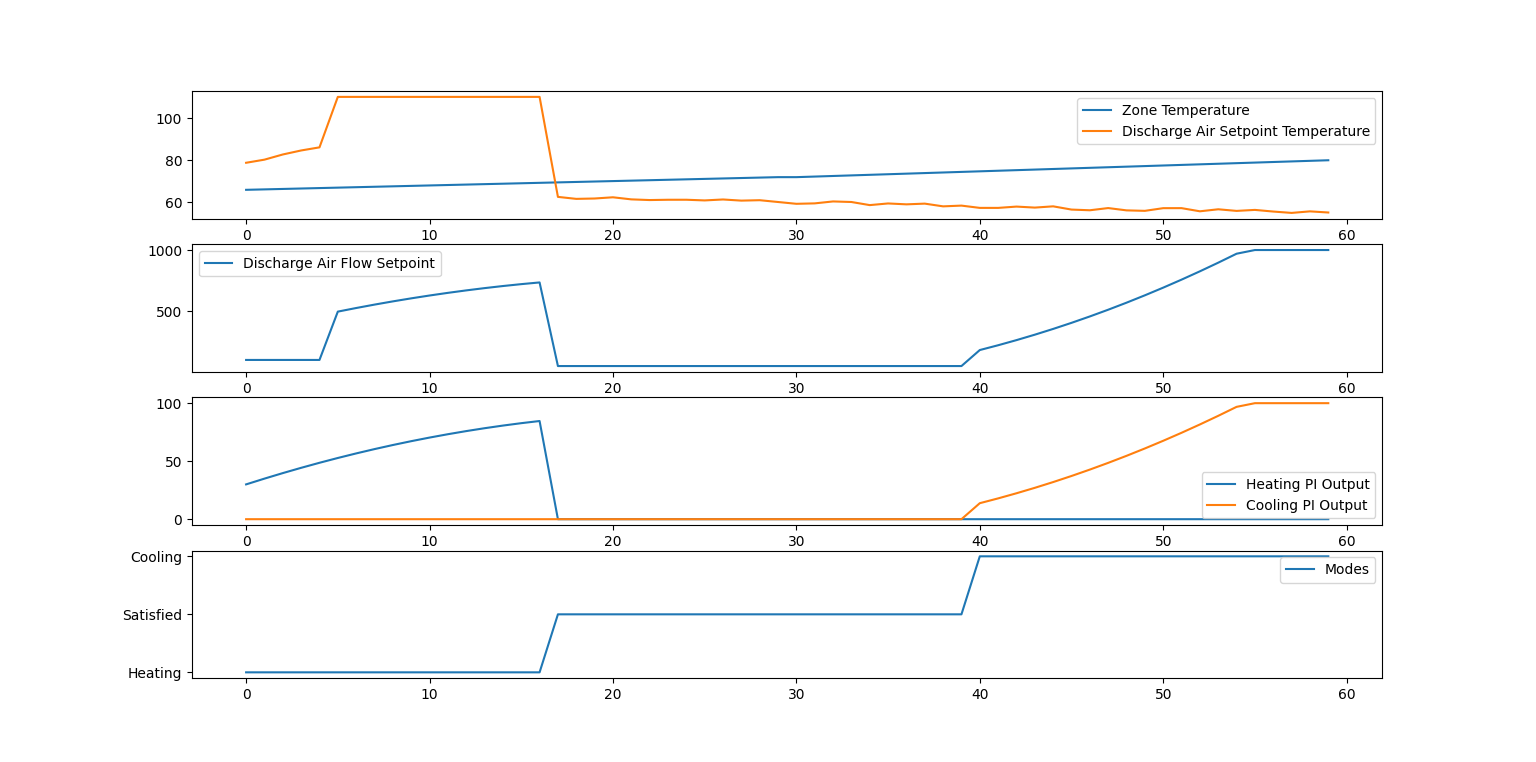 100
80
60
Zone Temperature
Discharge Air Setpoint Temperature
0 10 20 30 40 50 60
1000
500
Discharge Air Flow Setpoint
0 10 20 30 40 50 60
100
50
0
Heating PI Output
Cooling PI Output
0 10 20 30 40 50 60
Cooling
Satisfied
Heating
Modes
0 10 20 30 40 50 60